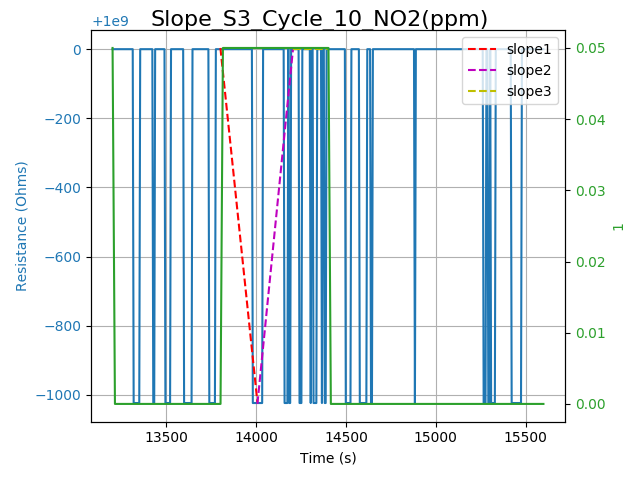 Slope_S3_Cycle_10_NO2(ppm)
+1e9
slope1
slope2
slope3
0
−200
−400
−600
−800
−1000
Resistance (Ohms)
0.05
0.04
0.03
0.02
0.01
0.00
1
13500
14000
14500
15000
15500
Time (s)